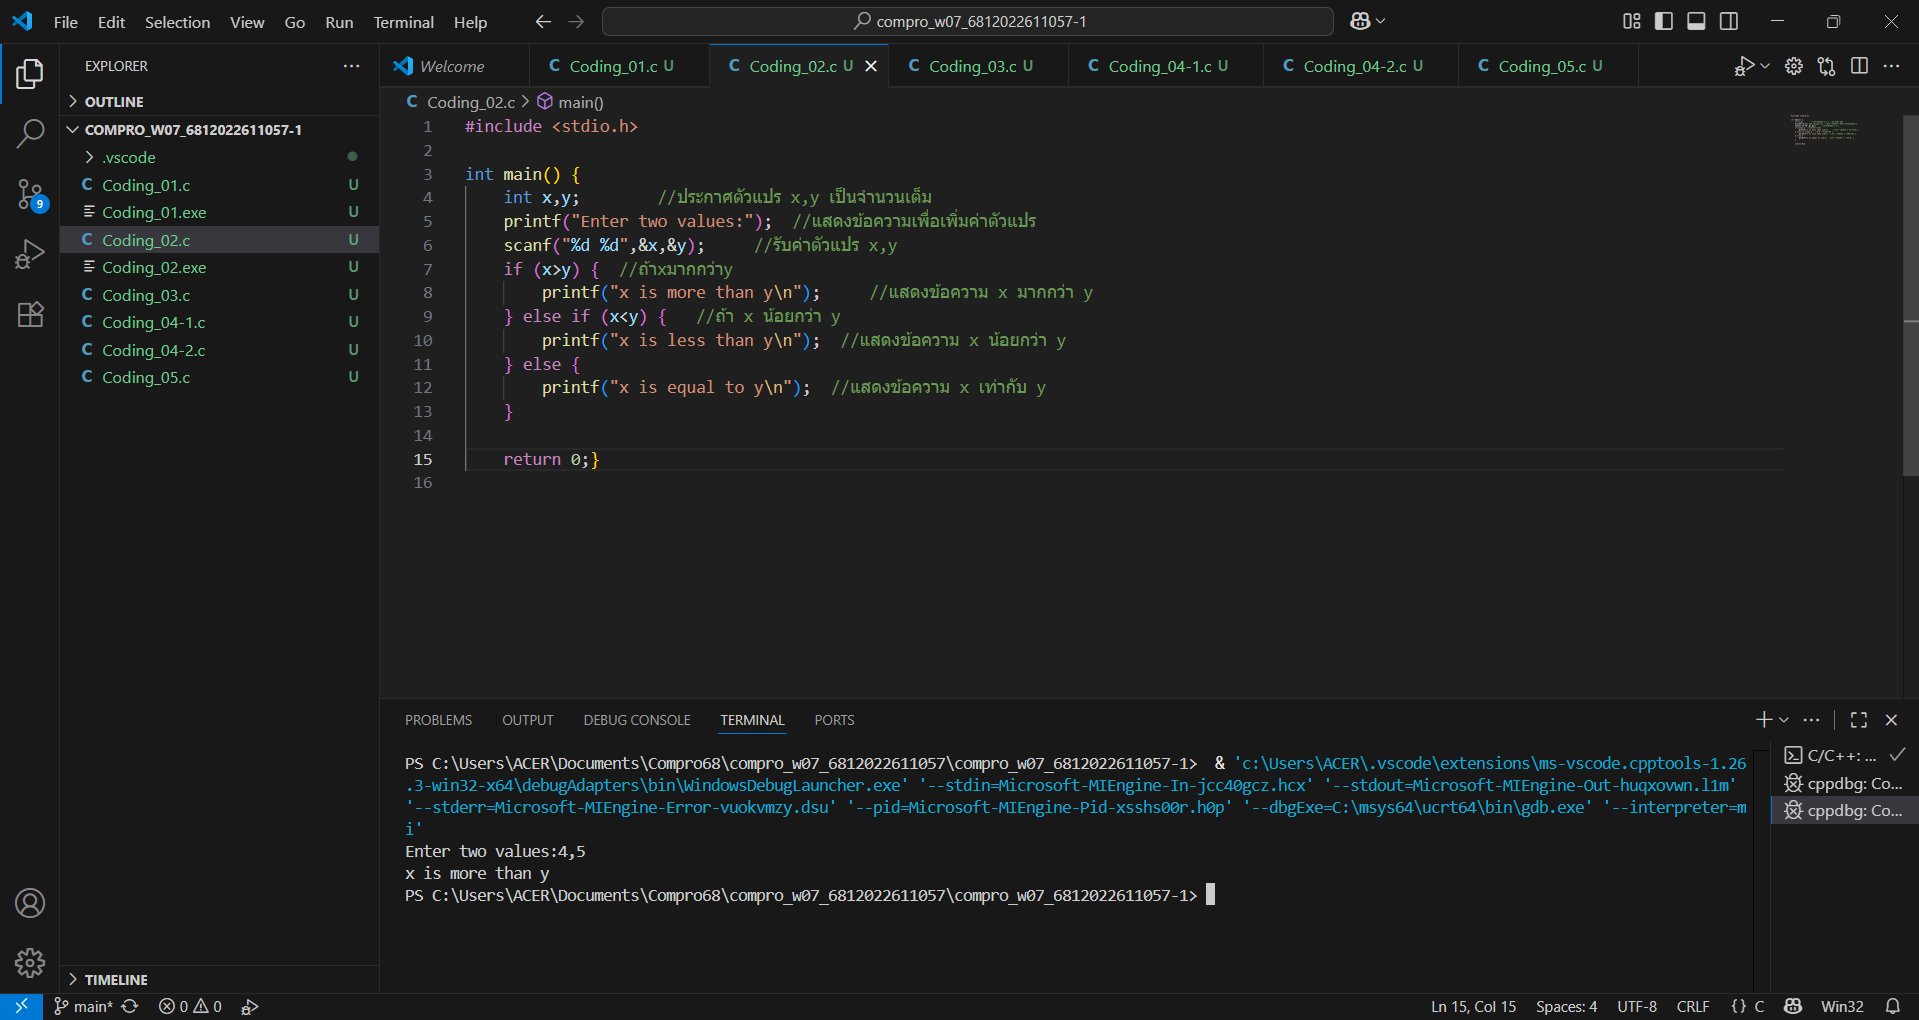 File Edit Selection View Go Run Terminal Help
compro_w07_6812022611057-1
EXPLORER
OUTLINE
COMPRO_W07_6812022611057-1
.vscode
Coding_01.c U
Coding_01.exe U
Coding_02.c U
Coding_02.exe U
Coding_03.c U
Coding_04-1.c U
Coding_04-2.c U
Coding_05.c U
9
TIMELINE
Welcome
Coding_01.c U
Coding_02.c U
Coding_03.c U
Coding_04-1.c U
Coding_04-2.c U
Coding_05.c U
Coding_02.c > main()
1 #include <stdio.h>
2
3 int main() {
4 int x,y; //ประกาศตัวแปร x,y เป็นจำนวนเต็ม
5 printf("Enter two values:"); //แสดงข้อความเพื่อเพิ่มค่าตัวแปร
6 scanf("%d %d",&x,&y); //รับค่าตัวแปร x,y
7 if (x>y) { //ถ้าxมากกว่าy
8 printf("x is more than y\n"); //แสดงข้อความ x มากกว่า y
9 } else if (x<y) { //ถ้า x น้อยกว่า y
10 printf("x is less than y\n"); //แสดงข้อความ x น้อยกว่า y
11 } else {
12 printf("x is equal to y\n"); //แสดงข้อความ x เท่ากับ y
13 }
14
15 return 0;}
16
PROBLEMS OUTPUT DEBUG CONSOLE TERMINAL PORTS
PS C:\Users\ACER\Documents\Compro68\compro_w07_6812022611057\compro_w07_6812022611057-1> & 'c:\Users\ACER\.vscode\extensions\ms-vscode.cpptools-1.26
.3-win32-x64\debugAdapters\bin\WindowsDebugLauncher.exe' '--stdin=Microsoft-MIEngine-In-jcc40gcz.hcx' '--stdout=Microsoft-MIEngine-Out-huqxovwn.l1m'
'--stderr=Microsoft-MIEngine-Error-vuokvmzy.dsu' '--pid=Microsoft-MIEngine-Pid-xsshs00r.h0p' '--dbgExe=C:\msys64\ucrt64\bin\gdb.exe' '--interpreter=m
i'
Enter two values:4,5
x is more than y
PS C:\Users\ACER\Documents\Compro68\compro_w07_6812022611057\compro_w07_6812022611057-1>
C/C++: ...
cppdbg: Co...
cppdbg: Co...
main* 0 0
Ln 15, Col 15 Spaces: 4 UTF-8 CRLF {} C Win32